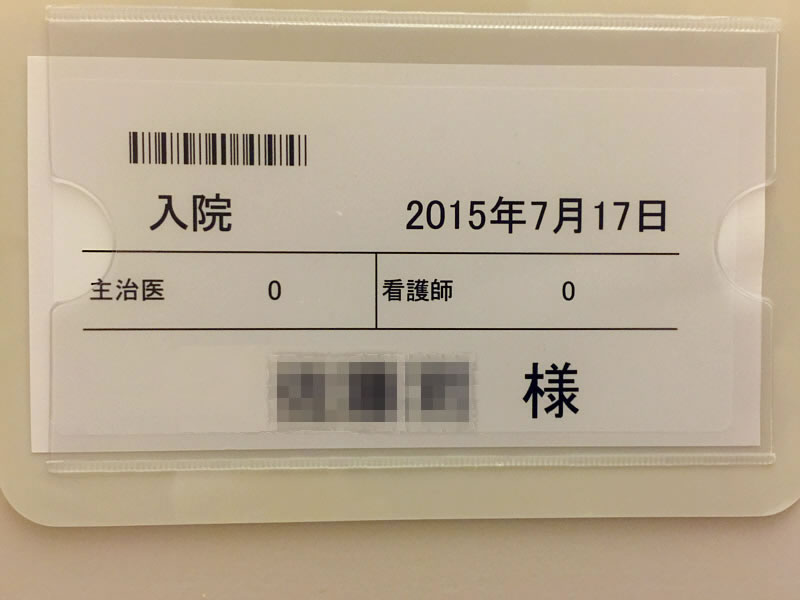 入院 2015年7月17日
主治医 0 看護師 0
様